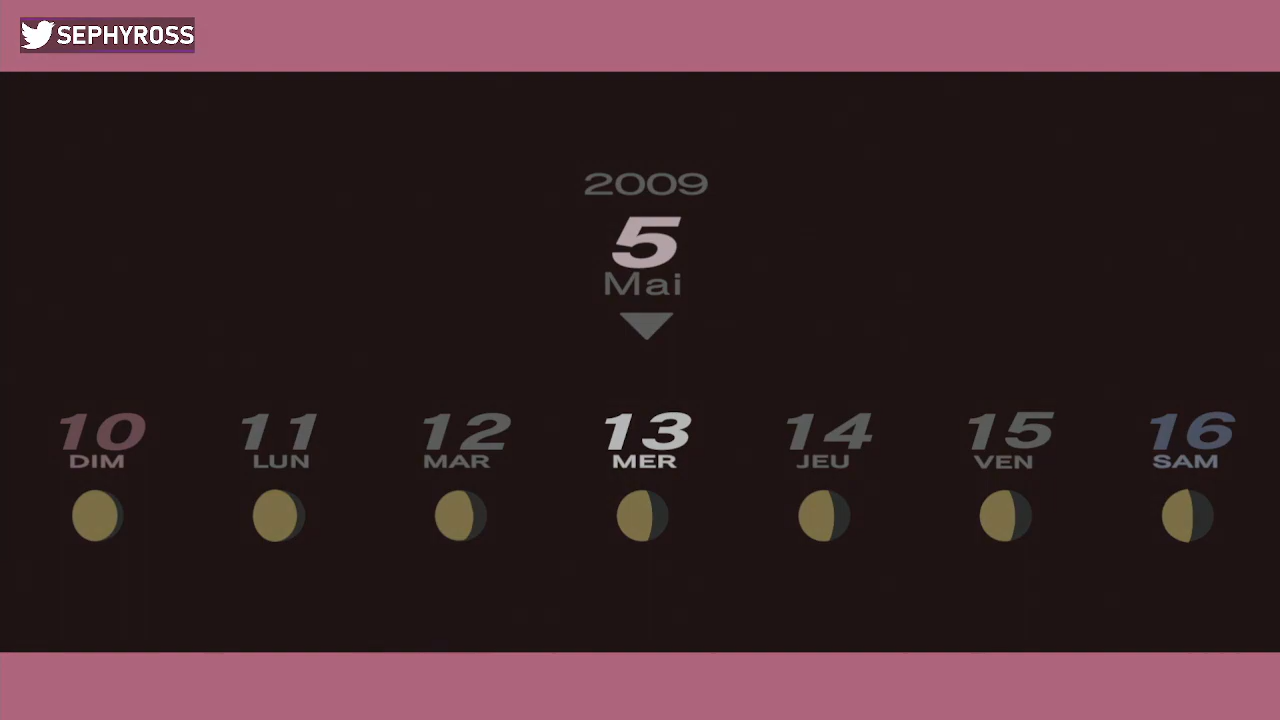 SEPHYROSS
2009
5
Mai
10 11 12 13 14 15 16
DIM LUN MAR MER JEU VEN SAM